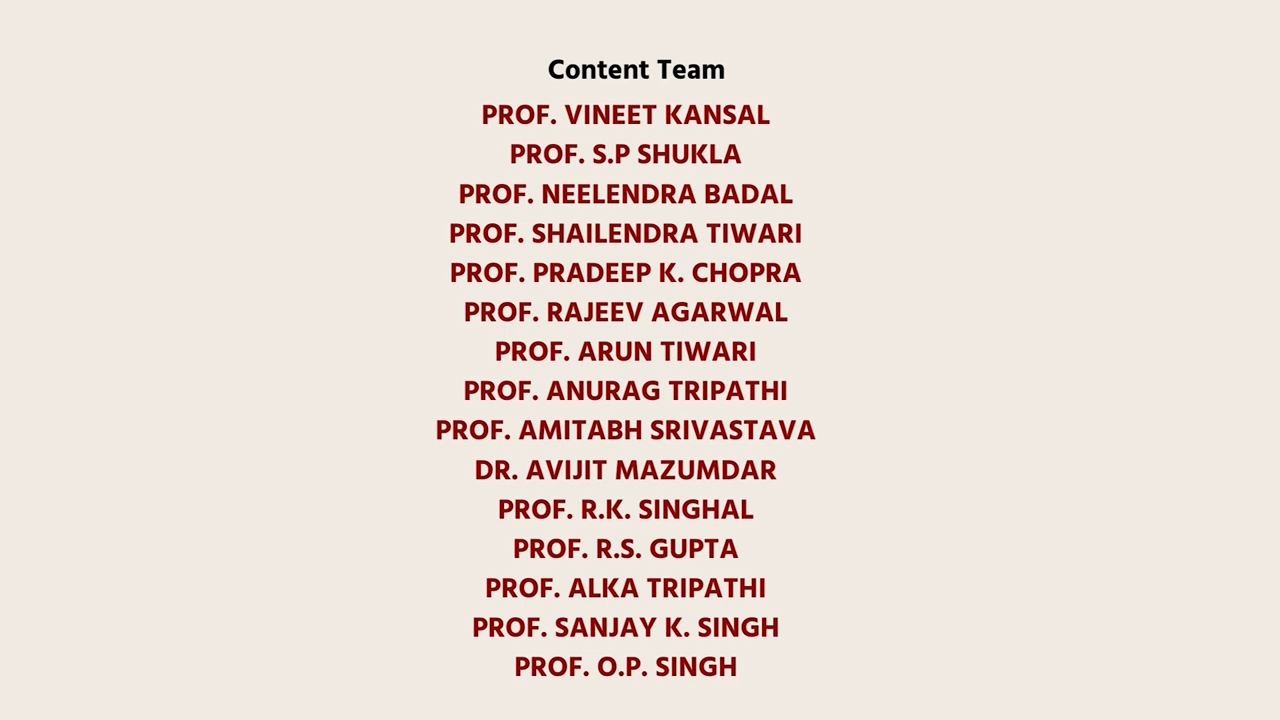 Content Team
PROF. VINEET KANSAL
PROF. S.P SHUKLA
PROF. NEELENDRA BADAL
PROF. SHAILENDRA TIWARI
PROF. PRADEEP K. CHOPRA
PROF. RAJEEV AGARWAL
PROF. ARUN TIWARI
PROF. ANURAG TRIPATHI
PROF. AMITABH SRIVASTAVA
DR. AVIJIT MAZUMDAR
PROF. R.K. SINGHAL
PROF. R.S. GUPTA
PROF. ALKA TRIPATHI
PROF. SANJAY K. SINGH
PROF. O.P. SINGH